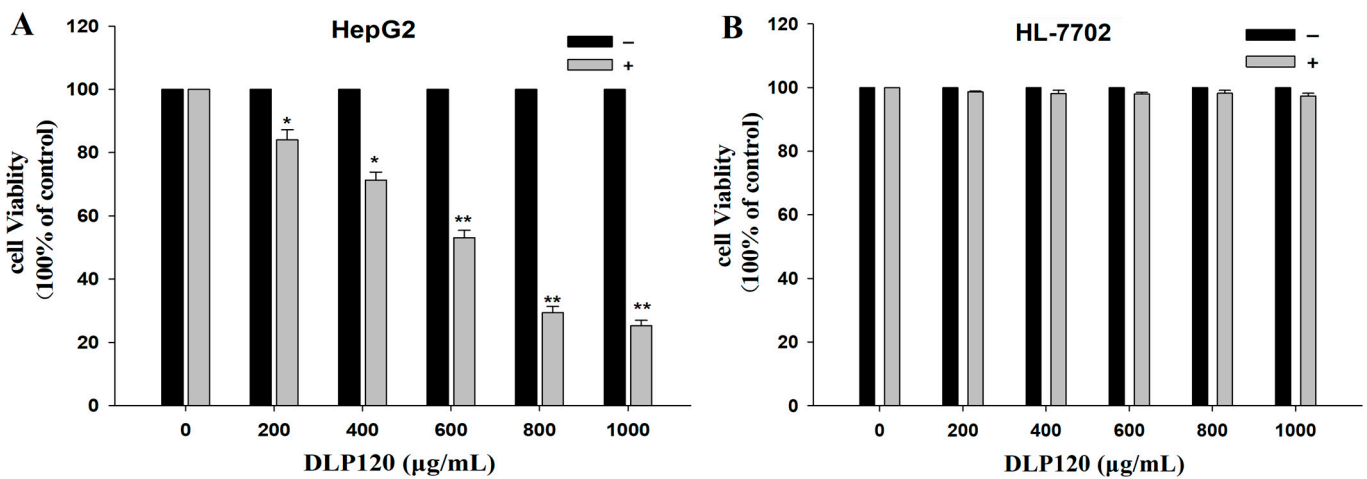 A
HepG2
–
+
120
100
80
60
40
20
0
cell Viablity
(100% of control)
*
*
**
**
**
0 200 400 600 800 1000
DLP120 (µg/mL)
B
HL-7702
–
+
120
100
80
60
40
20
0
cell Viablity
(100% of control)
0 200 400 600 800 1000
DLP120 (µg/mL)